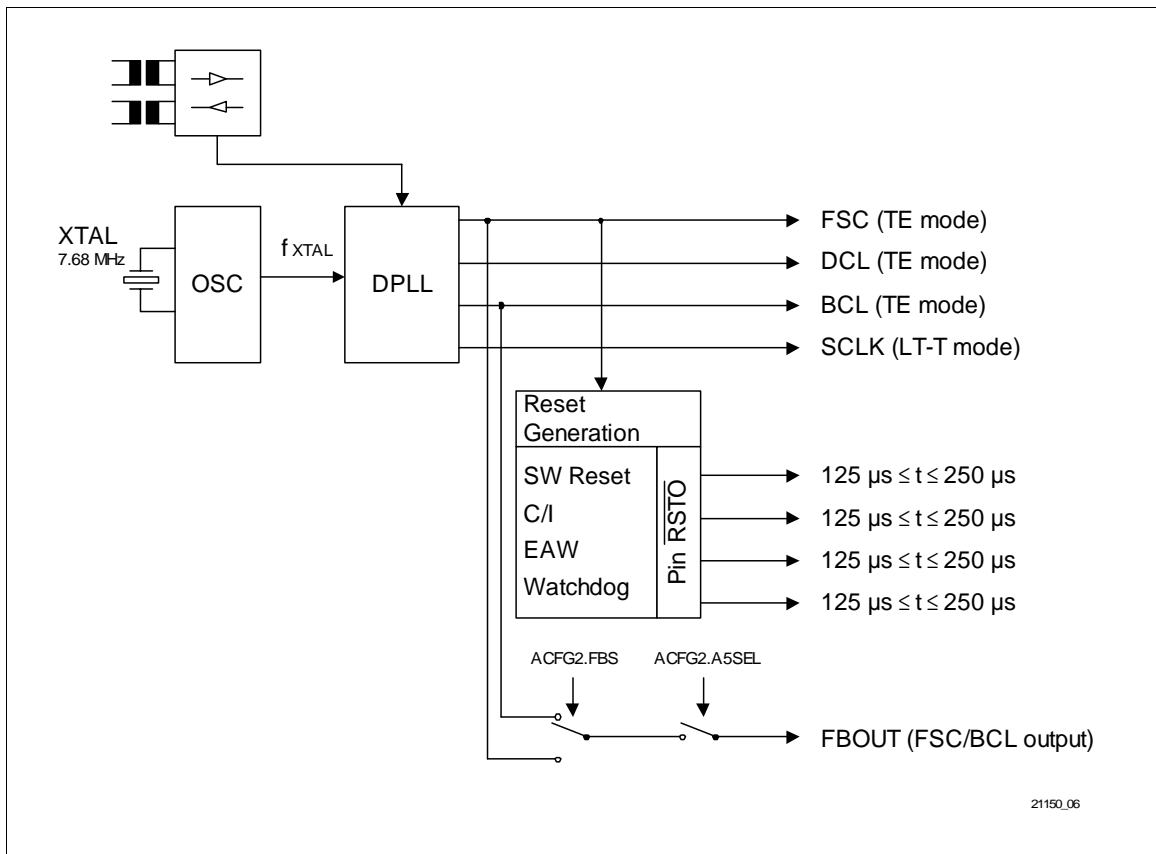 XTAL
7.68 MHz
OSC
f XTAL
DPLL
FSC (TE mode)
DCL (TE mode)
BCL (TE mode)
SCLK (LT-T mode)
Reset
Generation
SW Reset
C/I
EAW
Watchdog
Pin RSTO
125 µs ≤ t ≤ 250 µs
125 µs ≤ t ≤ 250 µs
125 µs ≤ t ≤ 250 µs
125 µs ≤ t ≤ 250 µs
ACFG2.FBS
ACFG2.A5SEL
FBOUT (FSC/BCL output)
21150_06